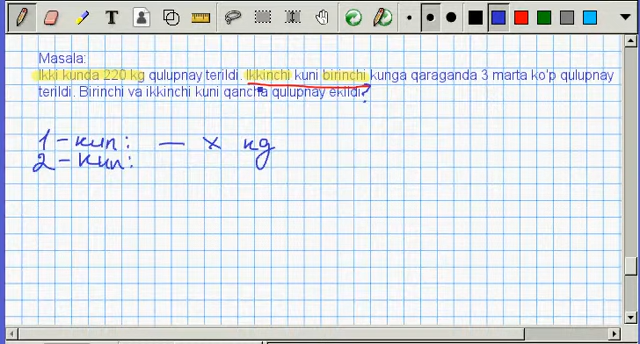 Masala:
Ikki kunda 220 kg qulupnay terildi. Ikkinchi kuni birinchi kunga qaraganda 3 marta ko'p qulupnay
terildi. Birinchi va ikkinchi kuni qancha qulupnay ekildi?
1-kun: — x kg
2-kun: